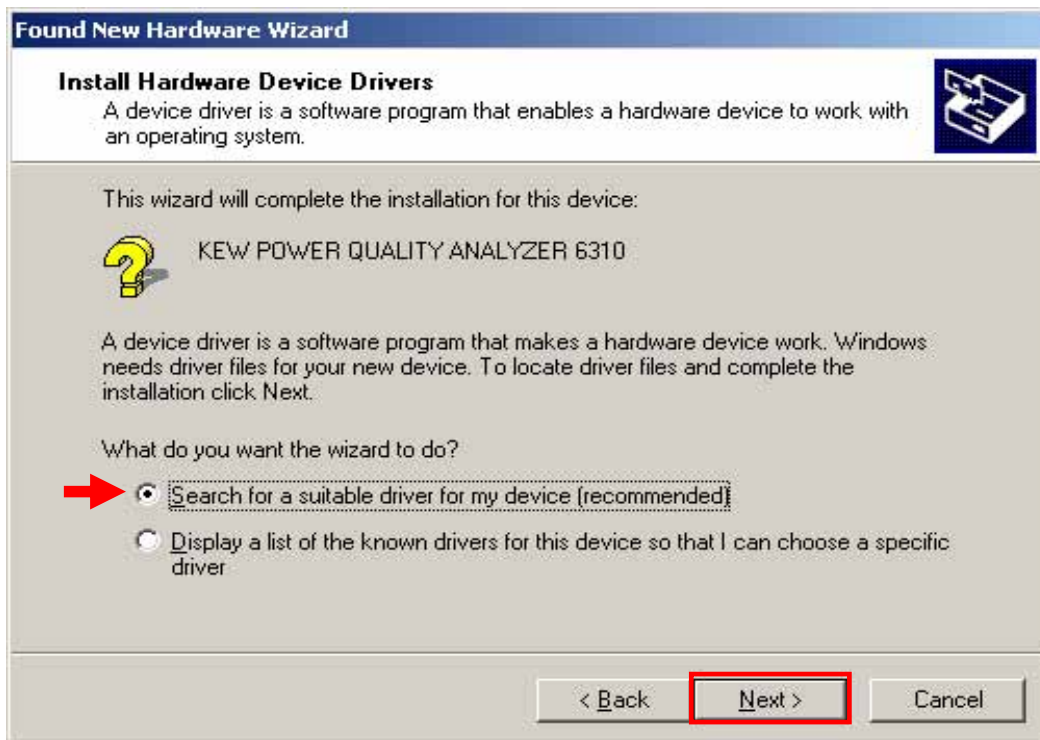 Found New Hardware Wizard
Install Hardware Device Drivers
A device driver is a software program that enables a hardware device to work with
an operating system.
This wizard will complete the installation for this device:
KEW POWER QUALITY ANALYZER 6310
A device driver is a software program that makes a hardware device work. Windows
needs driver files for your new device. To locate driver files and complete the
installation click Next.
What do you want the wizard to do?
Search for a suitable driver for my device (recommended)
Display a list of the known drivers for this device so that I can choose a specific
driver
< Back Next > Cancel